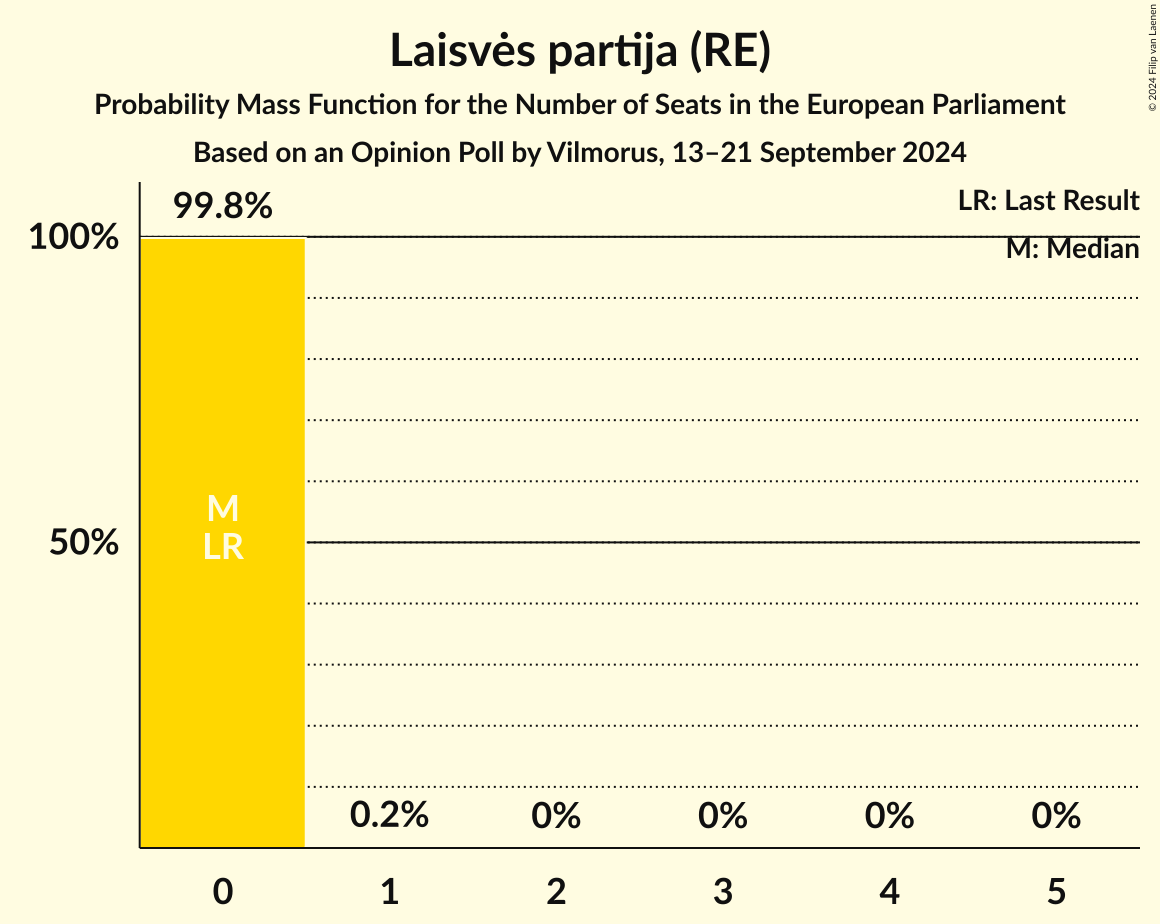 Laisvės partija (RE)
Probability Mass Function for the Number of Seats in the European Parliament
Based on an Opinion Poll by Vilmorus, 13–21 September 2024
© 2024 Filip van Laenen
LR: Last Result
M: Median
99.8%
100%
50%
M
LR
0.2%
0%
0%
0%
0%
0
1
2
3
4
5